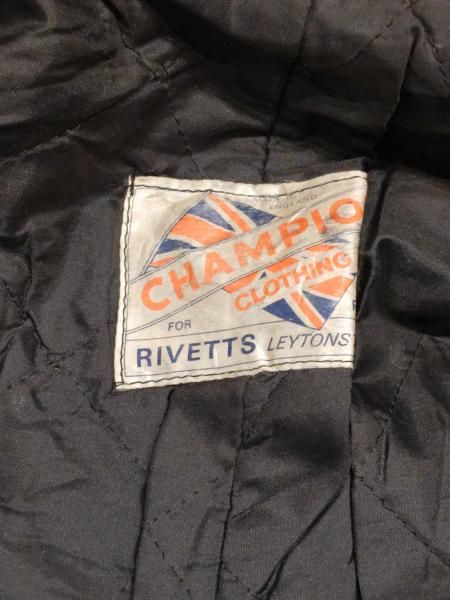 ENGLAND
CHAMPIO
CLOTHING
FOR
RIVETTS LEYTONS